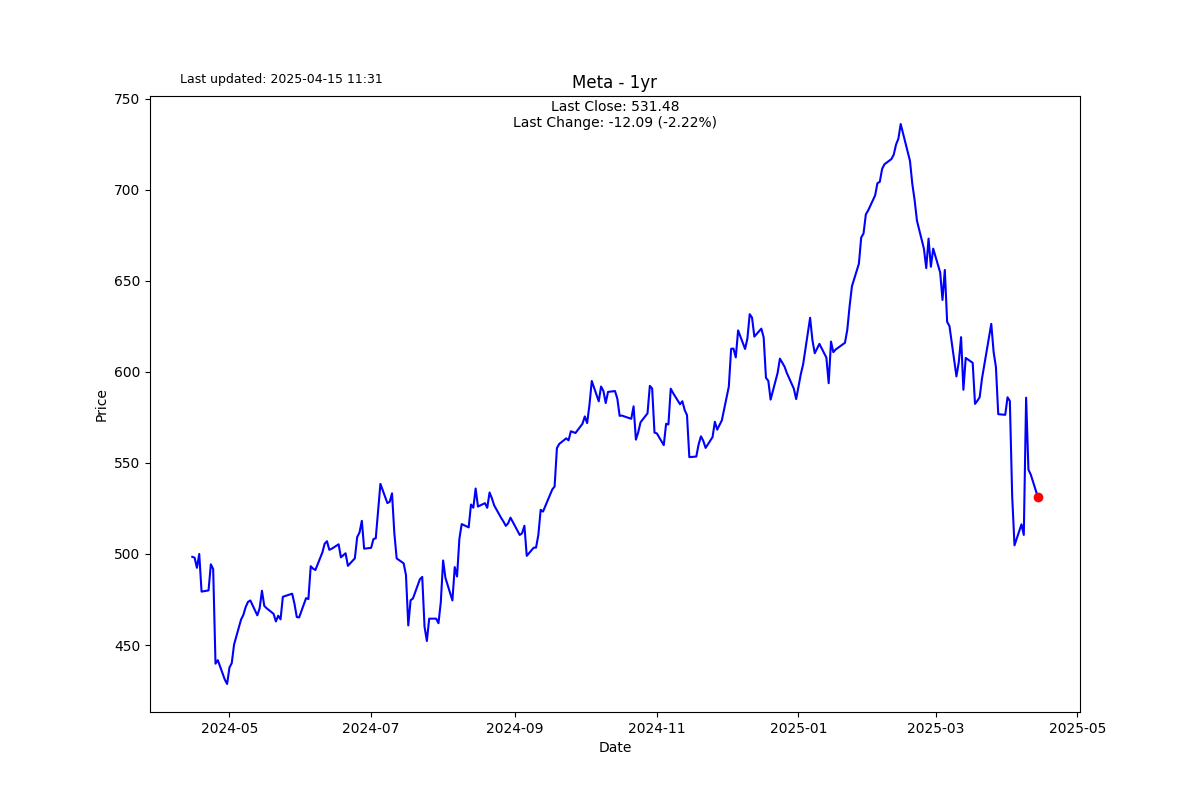 Last updated: 2025-04-15 11:31
Meta - 1yr
Last Close: 531.48
Last Change: -12.09 (-2.22%)
750
700
650
600
550
500
450
Price
2024-05
2024-07
2024-09
2024-11
2025-01
2025-03
2025-05
Date